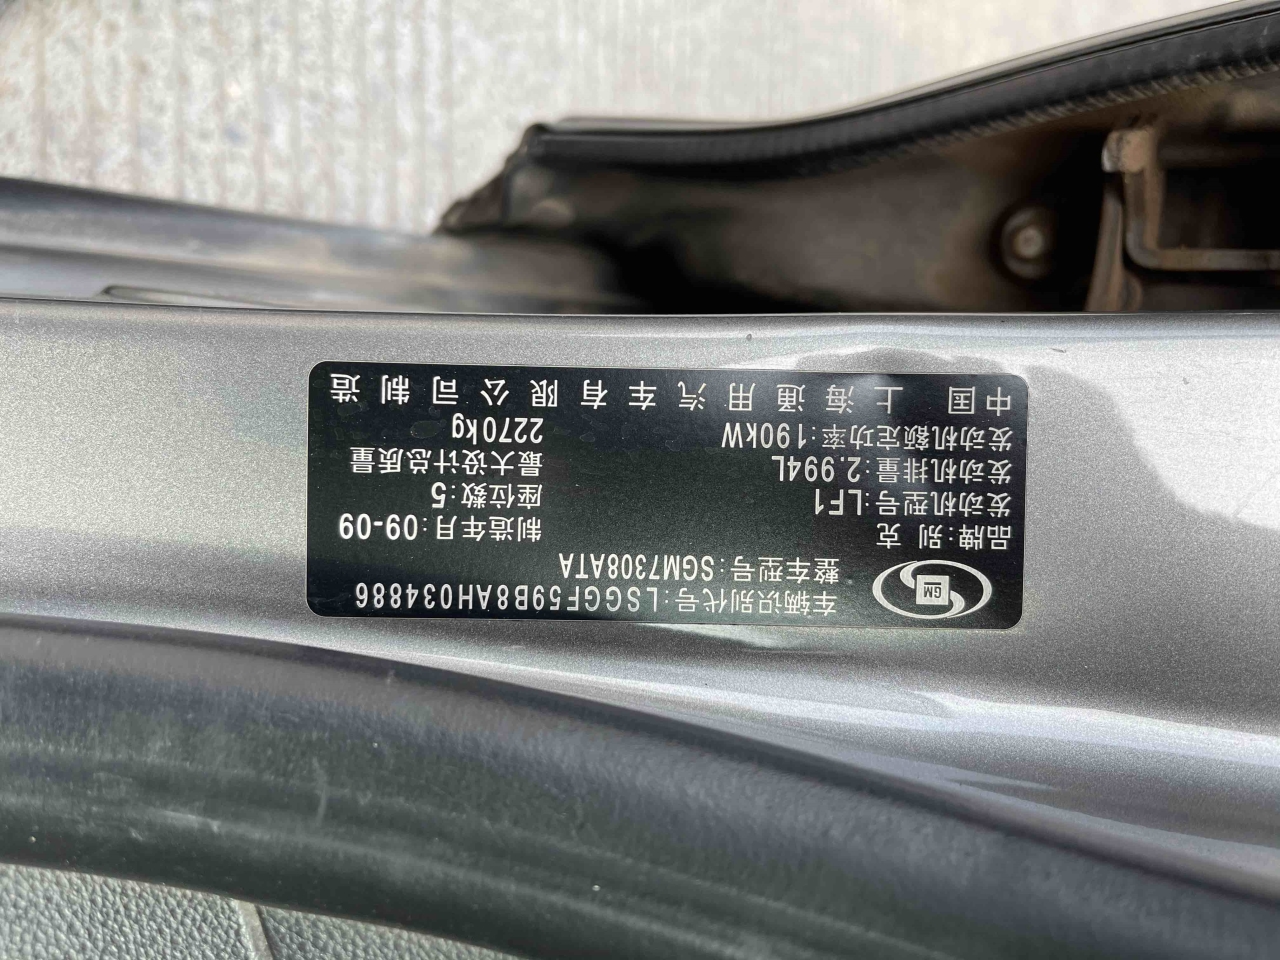 GM
车辆识别代号:LSGGF59B8AH034886
整车型号:SGM7308ATA
品牌:别 克 制造年月:09-09
发动机型号:LF1 座位数:5
发动机排量:2.994L 最大设计总质量
发动机额定功率:190kW 2270kg
中国 上海通用汽车有限公司制造